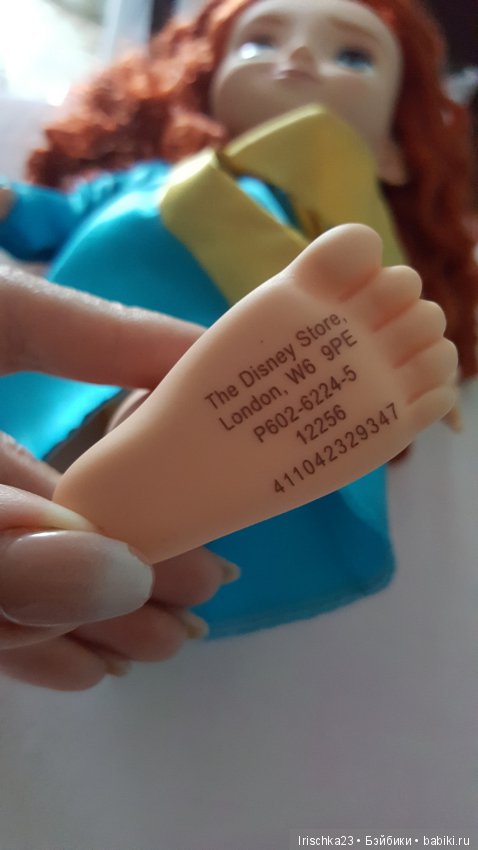 The Disney Store,
London, W6 9PE
P602-6224-5
12256
411042329347
Irischka23 • Бэйбики • babiki.ru